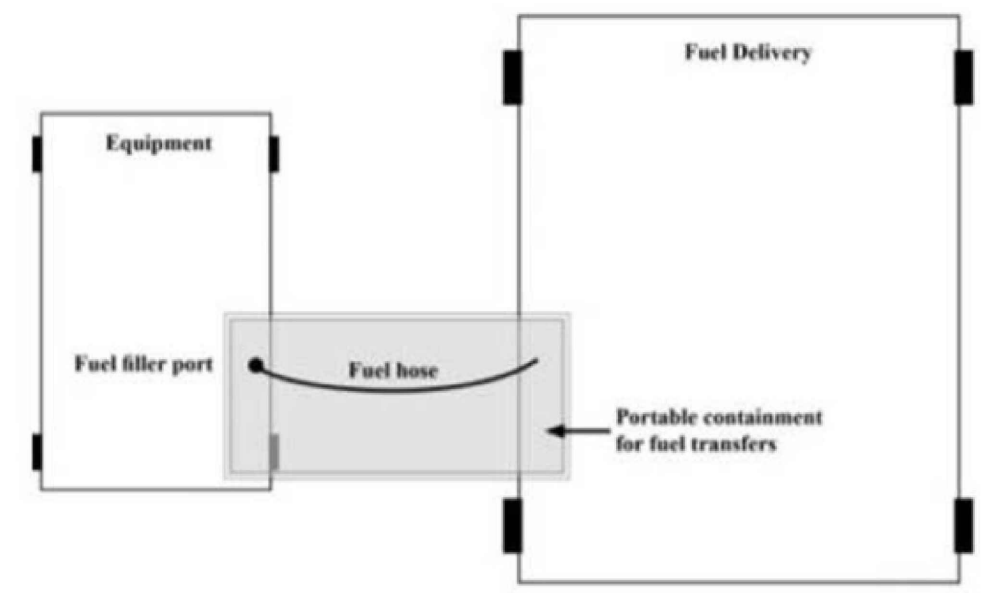 Fuel Delivery
Equipment
Fuel filler port
Fuel hose
Portable containment
for fuel transfers